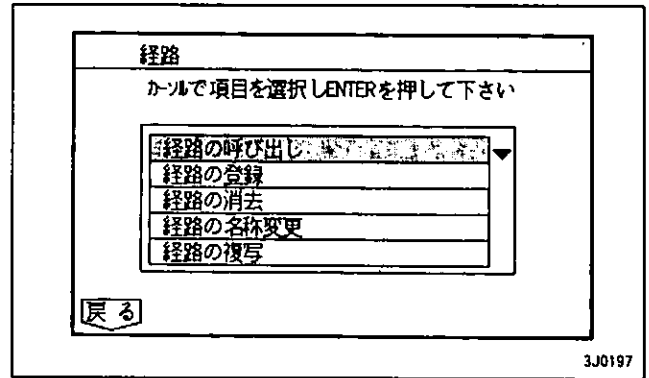 経路
ｶｰｿﾙで項目を選択しENTERを押して下さい
経路の呼び出し
経路の登録
経路の消去
経路の名称変更
経路の複写
戻る
3J0197